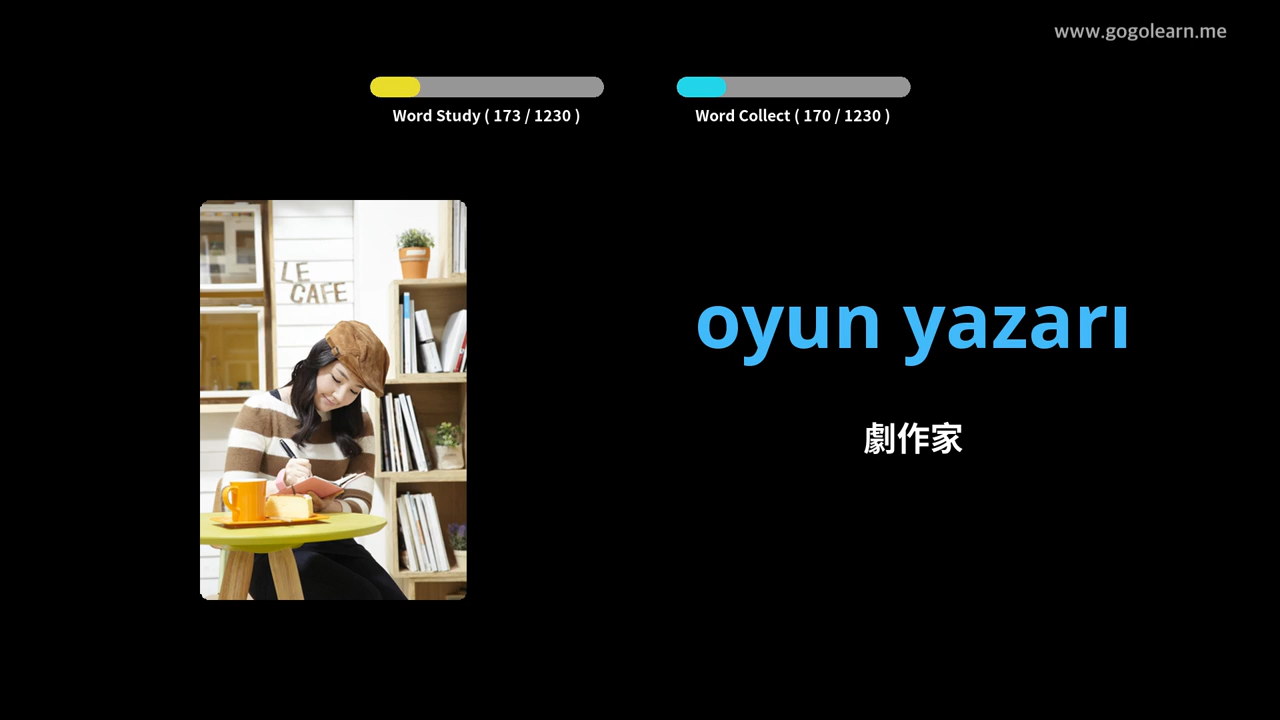 www.gogolearn.me
Word Study ( 173 / 1230 )
Word Collect ( 170 / 1230 )
LE
CAFE
oyun yazarı
劇作家